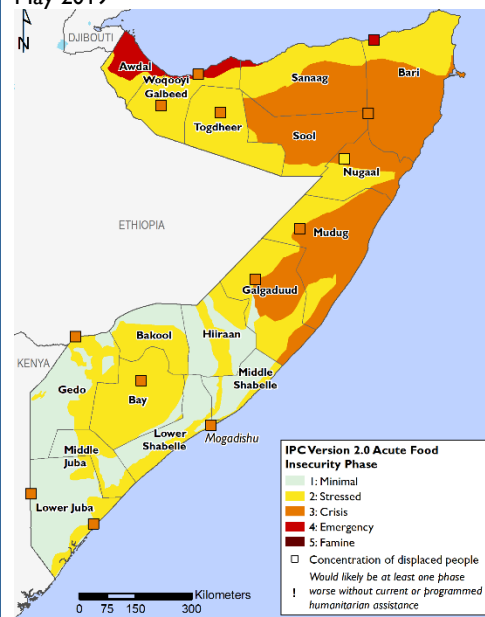 May 2019
N
DJIBOUTI
Awdal
Woqooyi
Galbeed
Sanaag
Bari
Togdheer
Sool
Nugaal
ETHIOPIA
Mudug
Galgaduud
Bakool
Hiiraan
KENYA
Gedo
Middle
Shabelle
Bay
Lower
Shabelle
Mogadishu
Middle
Juba
Lower Juba
IPC Version 2.0 Acute Food
Insecurity Phase
1: Minimal
2: Stressed
3: Crisis
4: Emergency
5: Famine
Concentration of displaced people
Would likely be at least one phase
! worse without current or programmed
humanitarian assistance
Kilometers
0 75 150 300